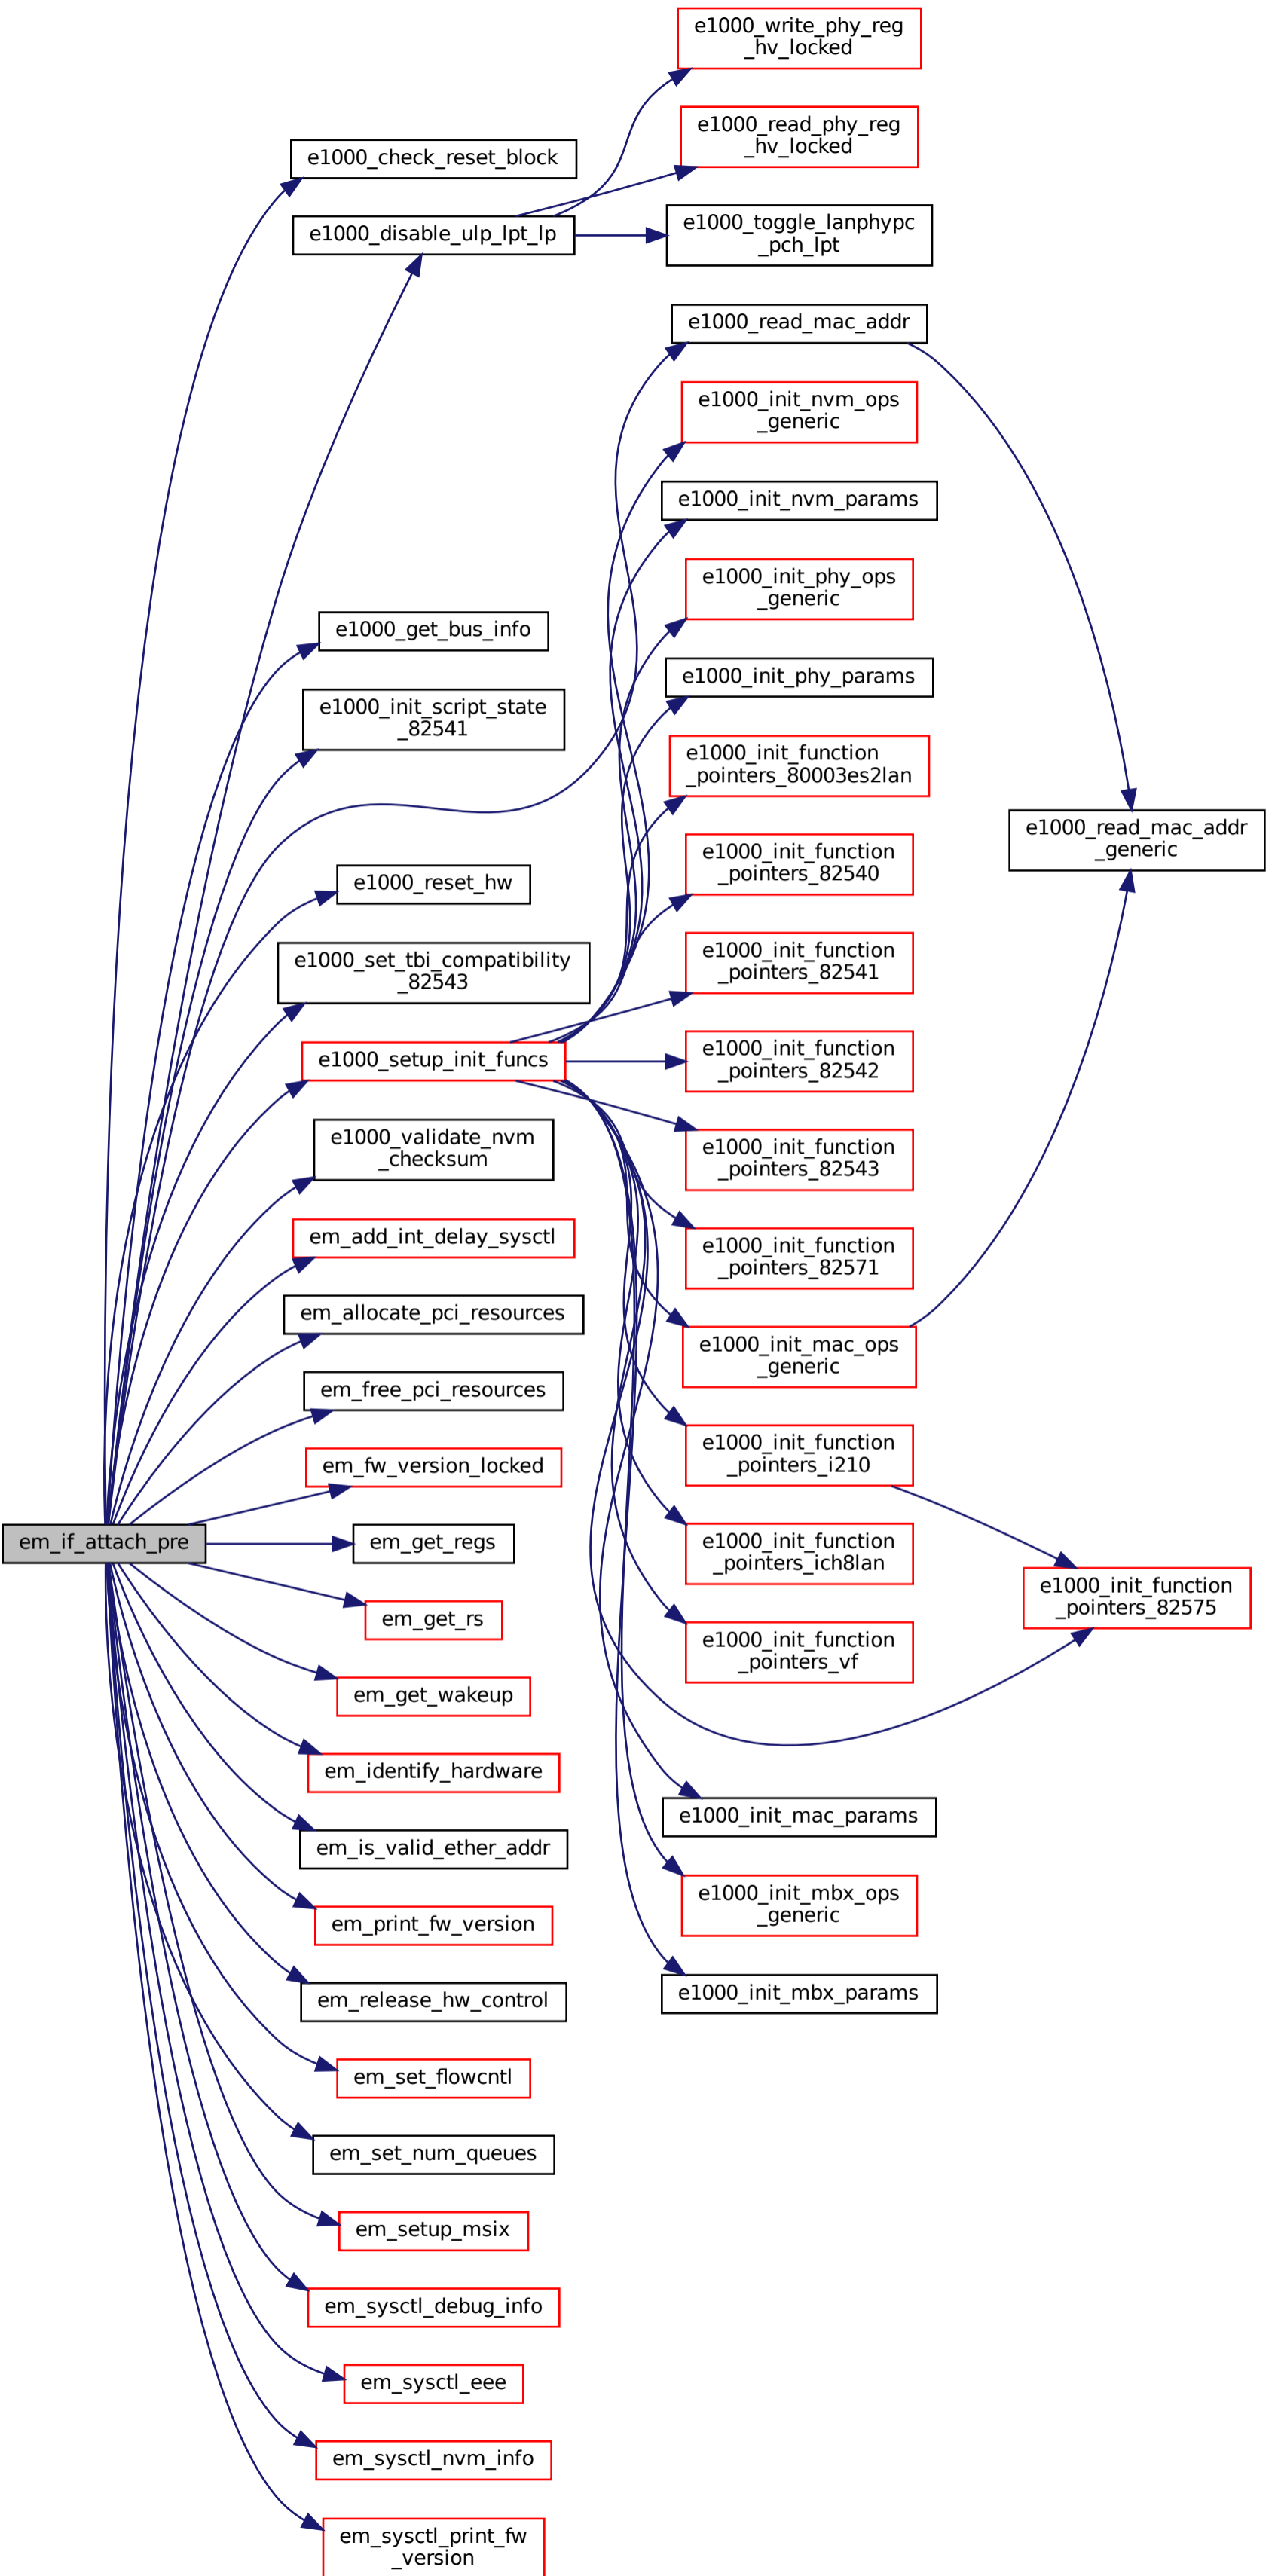 e1000_write_phy_reg
_hv_locked
e1000_read_phy_reg
_hv_locked
e1000_check_reset_block
e1000_disable_ulp_lpt_lp
e1000_toggle_lanphypc
_pch_lpt
e1000_read_mac_addr
e1000_init_nvm_ops
_generic
e1000_init_nvm_params
e1000_init_phy_ops
_generic
e1000_get_bus_info
e1000_init_phy_params
e1000_init_script_state
_82541
e1000_init_function
_pointers_80003es2lan
e1000_read_mac_addr
_generic
e1000_init_function
_pointers_82540
e1000_reset_hw
e1000_set_tbi_compatibility
_82543
e1000_init_function
_pointers_82541
e1000_setup_init_funcs
e1000_init_function
_pointers_82542
e1000_validate_nvm
_checksum
e1000_init_function
_pointers_82543
em_add_int_delay_sysctl
e1000_init_function
_pointers_82571
em_allocate_pci_resources
e1000_init_mac_ops
_generic
em_free_pci_resources
em_fw_version_locked
e1000_init_function
_pointers_i210
em_if_attach_pre
em_get_regs
e1000_init_function
_pointers_ich8lan
em_get_rs
e1000_init_function
_pointers_82575
e1000_init_function
_pointers_vf
em_get_wakeup
em_identify_hardware
e1000_init_mac_params
em_is_valid_ether_addr
e1000_init_mbx_ops
_generic
em_print_fw_version
em_release_hw_control
e1000_init_mbx_params
em_set_flowcntl
em_set_num_queues
em_setup_msix
em_sysctl_debug_info
em_sysctl_eee
em_sysctl_nvm_info
em_sysctl_print_fw
_version